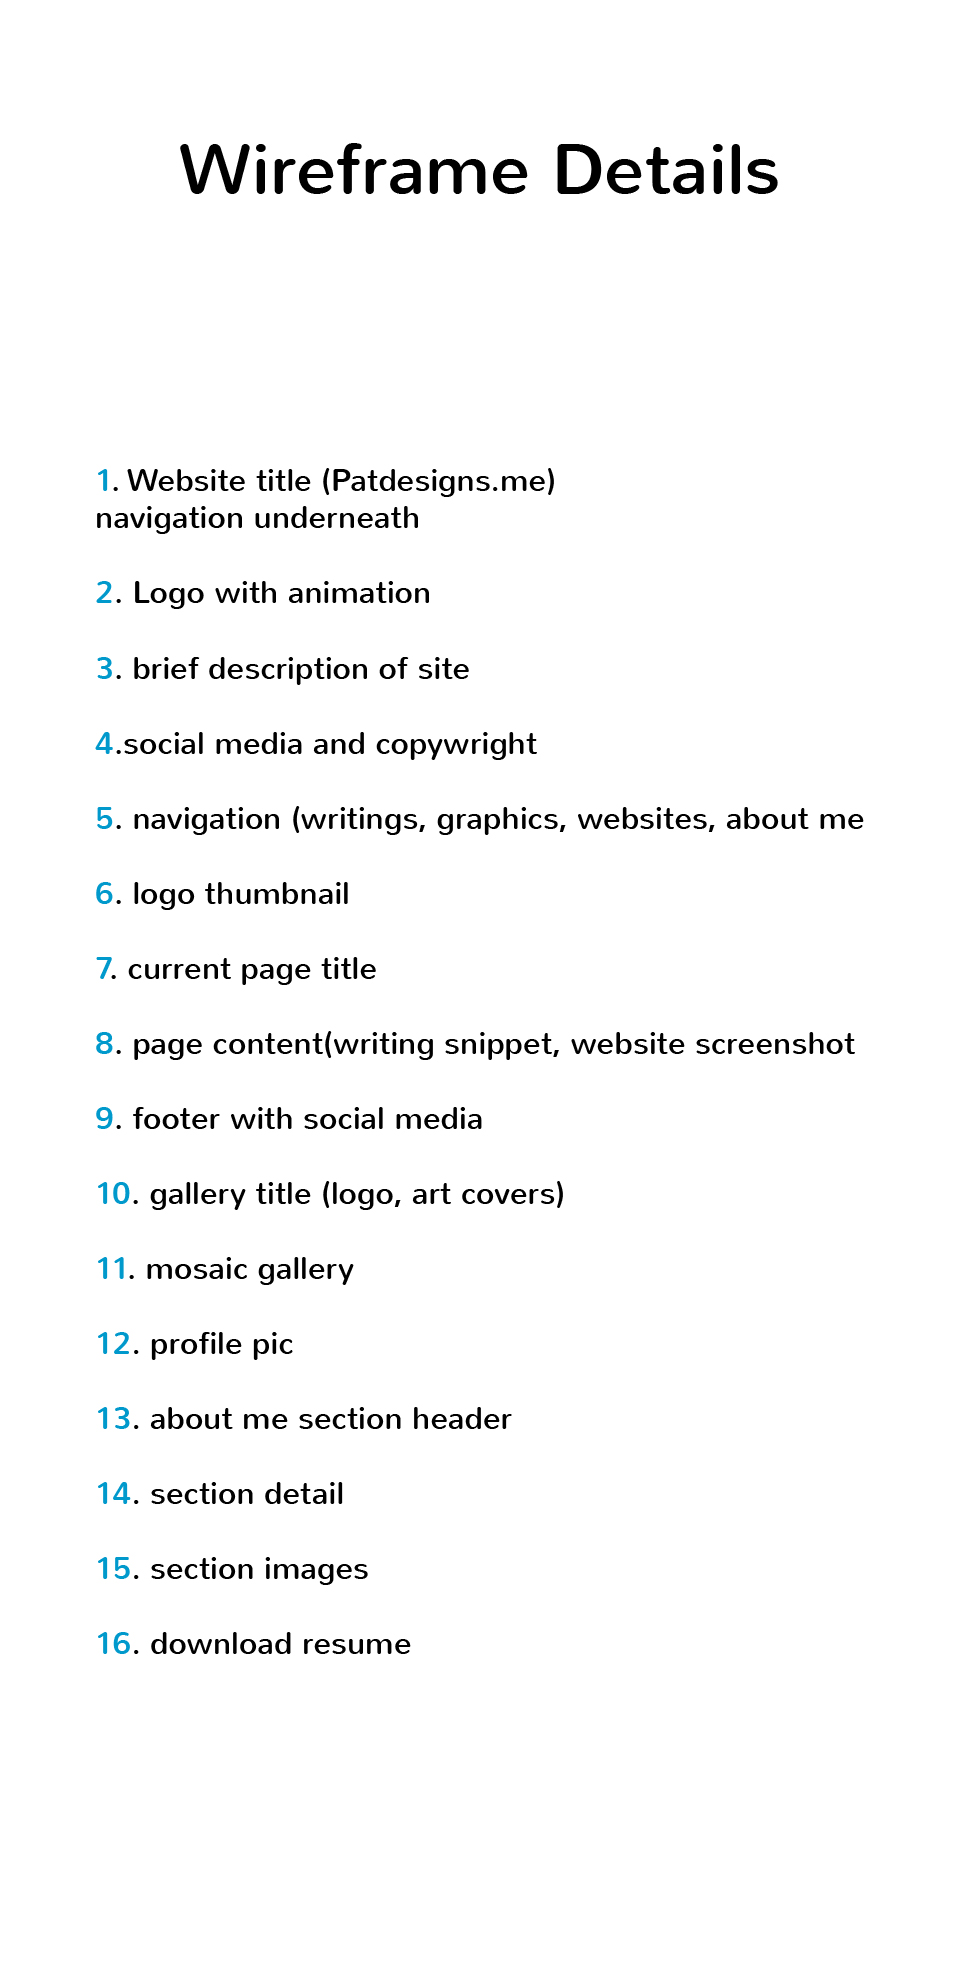 Wireframe Details
1. Website title (Patdesigns.me)
navigation underneath
2. Logo with animation
3. brief description of site
4.social media and copywright
5. navigation (writings, graphics, websites, about me
6. logo thumbnail
7. current page title
8. page content(writing snippet, website screenshot
9. footer with social media
10. gallery title (logo, art covers)
11. mosaic gallery
12. profile pic
13. about me section header
14. section detail
15. section images
16. download resume